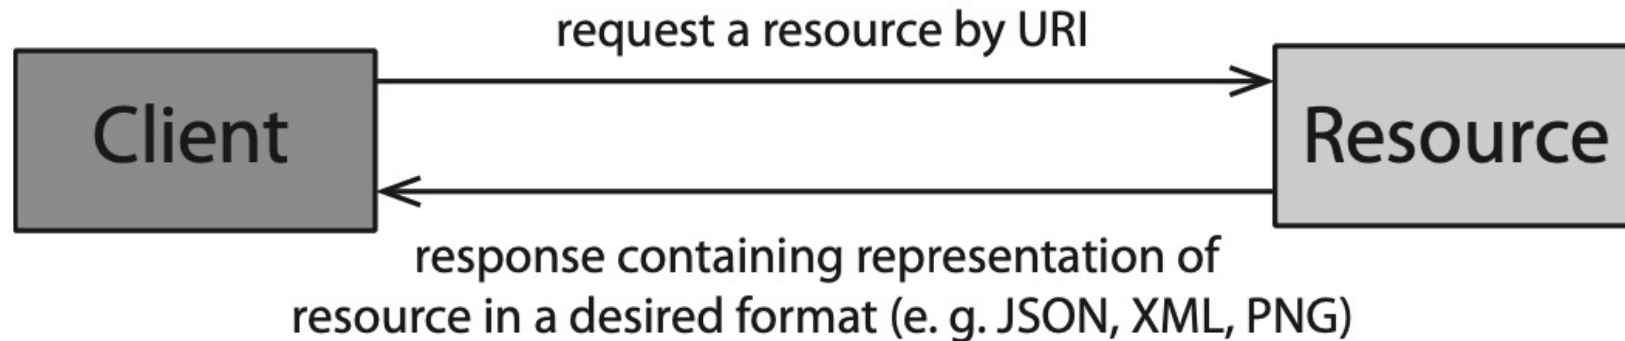 request a resource by URI
Client
Resource
response containing representation of
resource in a desired format (e. g. JSON, XML, PNG)